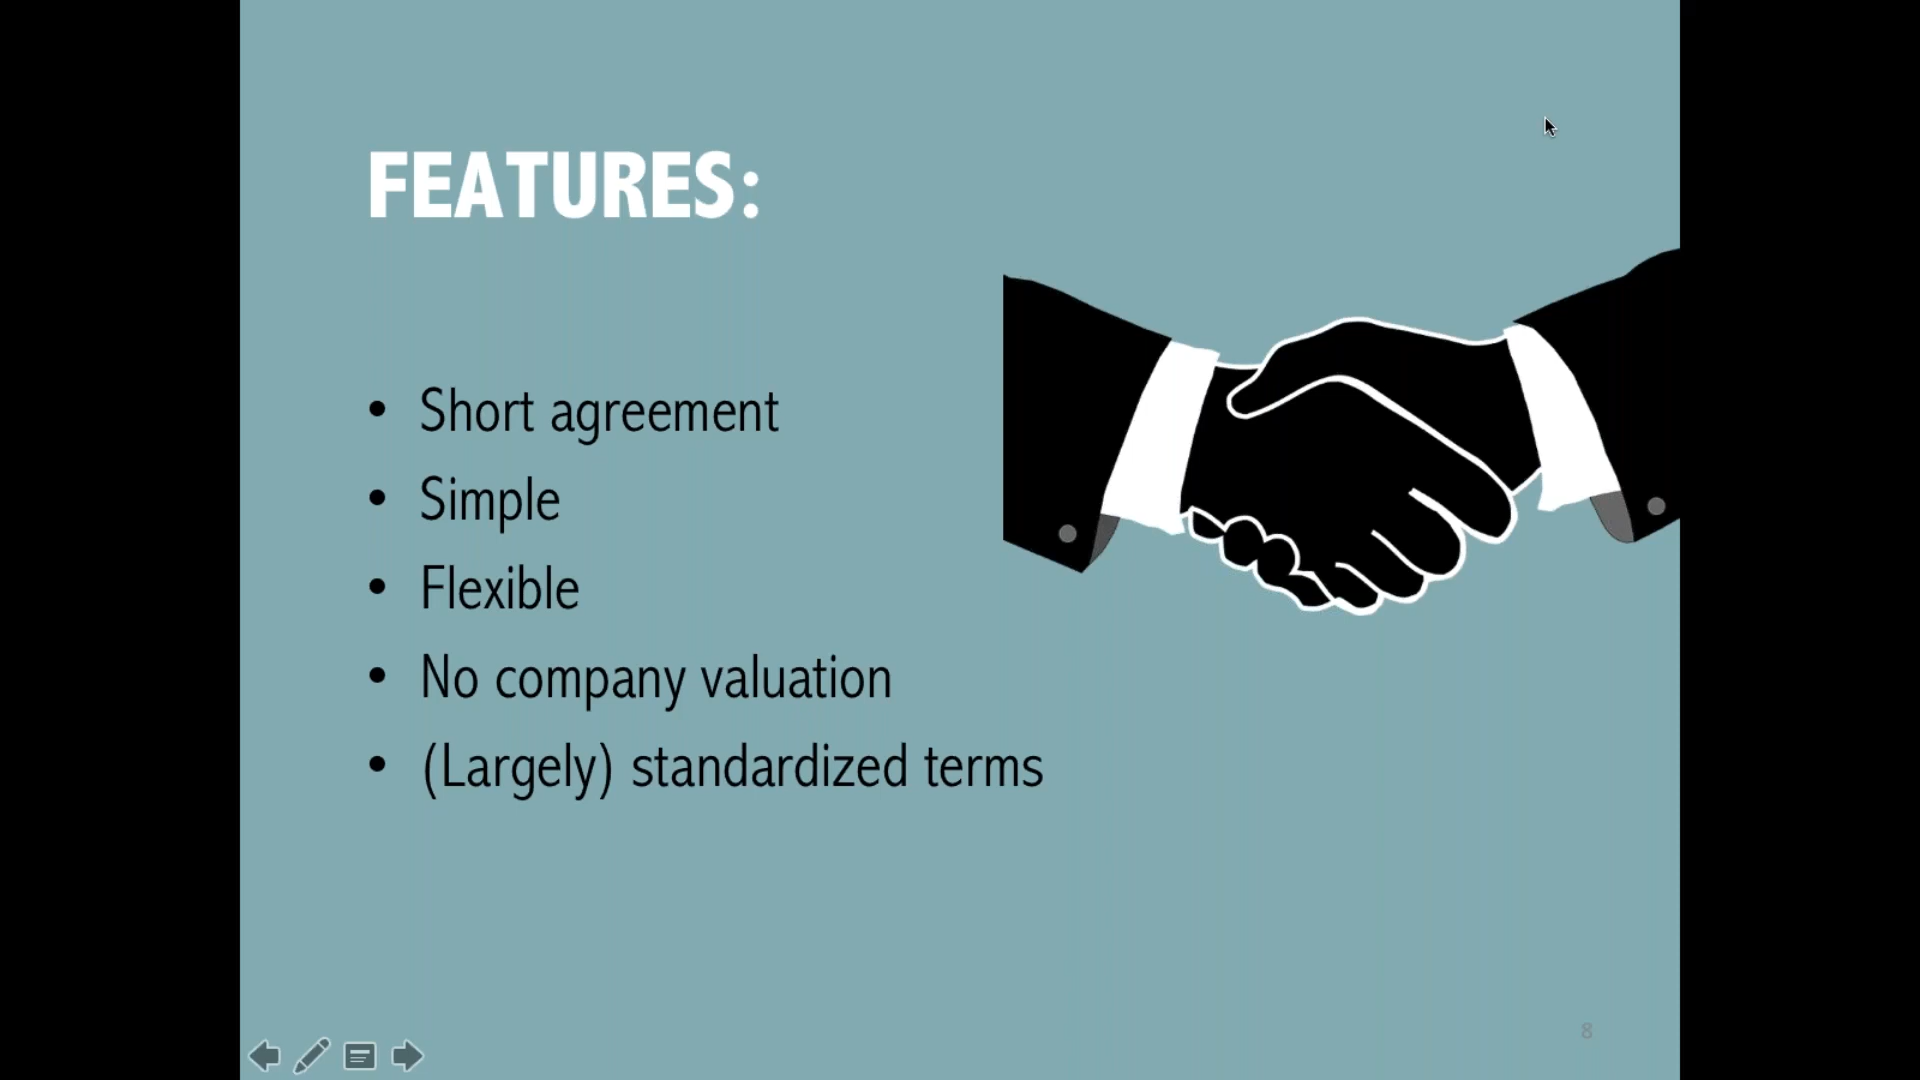 FEATURES:
• Short agreement
• Simple
• Flexible
• No company valuation
• (Largely) standardized terms
8